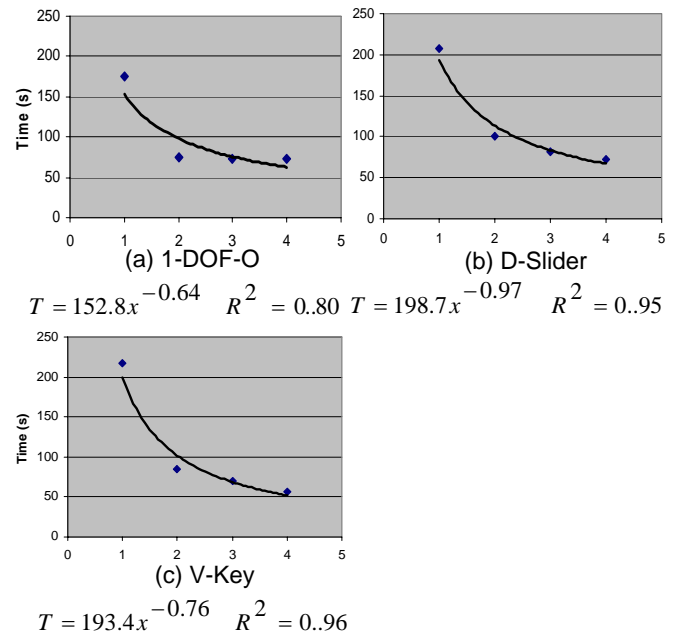 250
200
150
100
50
0
Time (s)
0 1 2 3 4 5
(a) 1-DOF-O
T = 152.8x^−0.64 R^2 = 0..80
250
200
150
100
50
0
0 1 2 3 4 5
(b) D-Slider
T = 198.7x^−0.97 R^2 = 0..95
250
200
150
100
50
0
Time (s)
0 1 2 3 4 5
(c) V-Key
T = 193.4x^−0.76 R^2 = 0..96